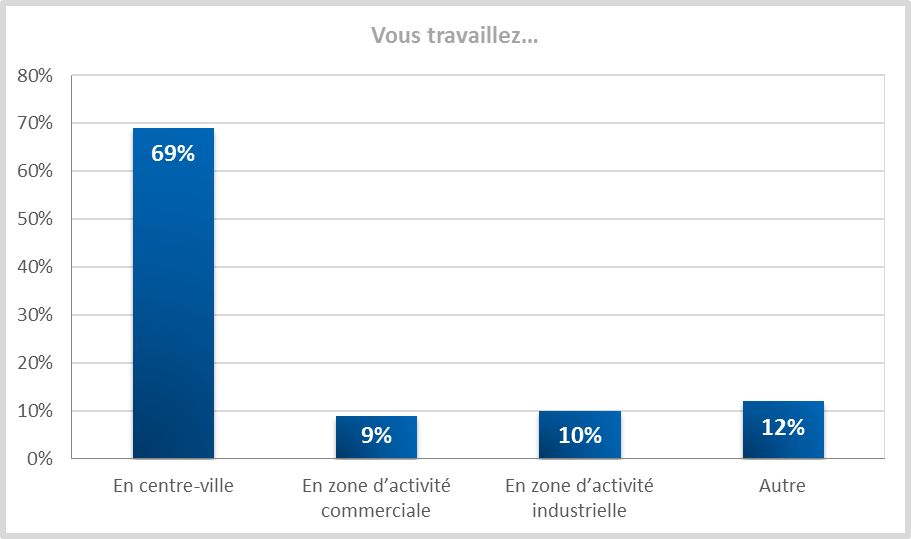 Vous travaillez…
80%
70%
60%
50%
40%
30%
20%
10%
0%
69%
9%
10%
12%
En centre-ville
En zone d’activité
commerciale
En zone d’activité
industrielle
Autre